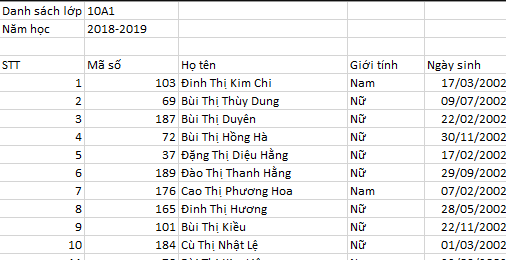 Danh sách lớp 10A1
Năm học 2018-2019
STT Mã số Họ tên Giới tính Ngày sinh
1 103 Đinh Thị Kim Chi Nam 17/03/2002
2 69 Bùi Thị Thùy Dung Nữ 09/07/2002
3 187 Bùi Thị Duyên Nữ 22/02/2002
4 72 Bùi Thị Hồng Hà Nữ 30/11/2002
5 37 Đặng Thị Diệu Hằng Nữ 17/02/2002
6 189 Đào Thị Thanh Hằng Nữ 29/09/2002
7 176 Cao Thị Phương Hoa Nam 07/02/2002
8 165 Đinh Thị Hương Nữ 28/05/2002
9 101 Bùi Thị Kiều Nữ 22/11/2002
10 184 Cù Thị Nhật Lệ Nữ 01/03/2002